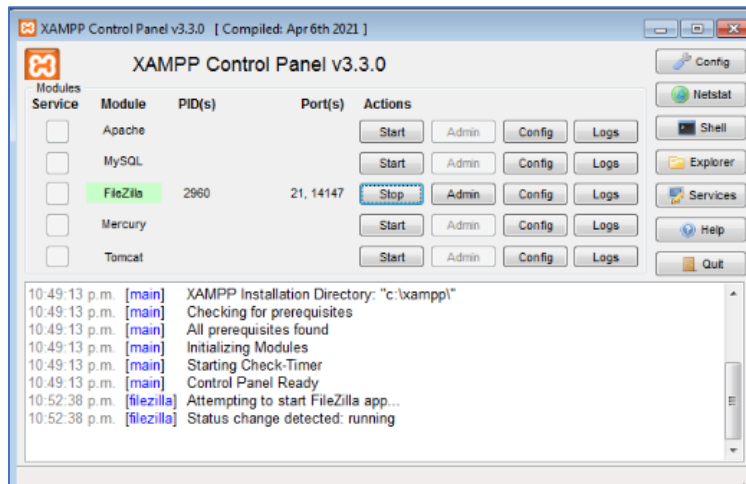 XAMPP Control Panel v3.3.0 [ Compiled: Apr 6th 2021 ]
XAMPP Control Panel v3.3.0
Config
Modules
Service Module PID(s) Port(s) Actions
Netstat
Apache Start Admin Config Logs Shell
MySQL Start Admin Config Logs Explorer
FileZilla 2960 21, 14147 Stop Admin Config Logs Services
Mercury Start Admin Config Logs Help
Tomcat Start Admin Config Logs Quit
10:49:13 p.m. [main] XAMPP Installation Directory: "c:\xampp\"
10:49:13 p.m. [main] Checking for prerequisites
10:49:13 p.m. [main] All prerequisites found
10:49:13 p.m. [main] Initializing Modules
10:49:13 p.m. [main] Starting Check-Timer
10:49:13 p.m. [main] Control Panel Ready
10:52:38 p.m. [filezilla] Attempting to start FileZilla app...
10:52:38 p.m. [filezilla] Status change detected: running